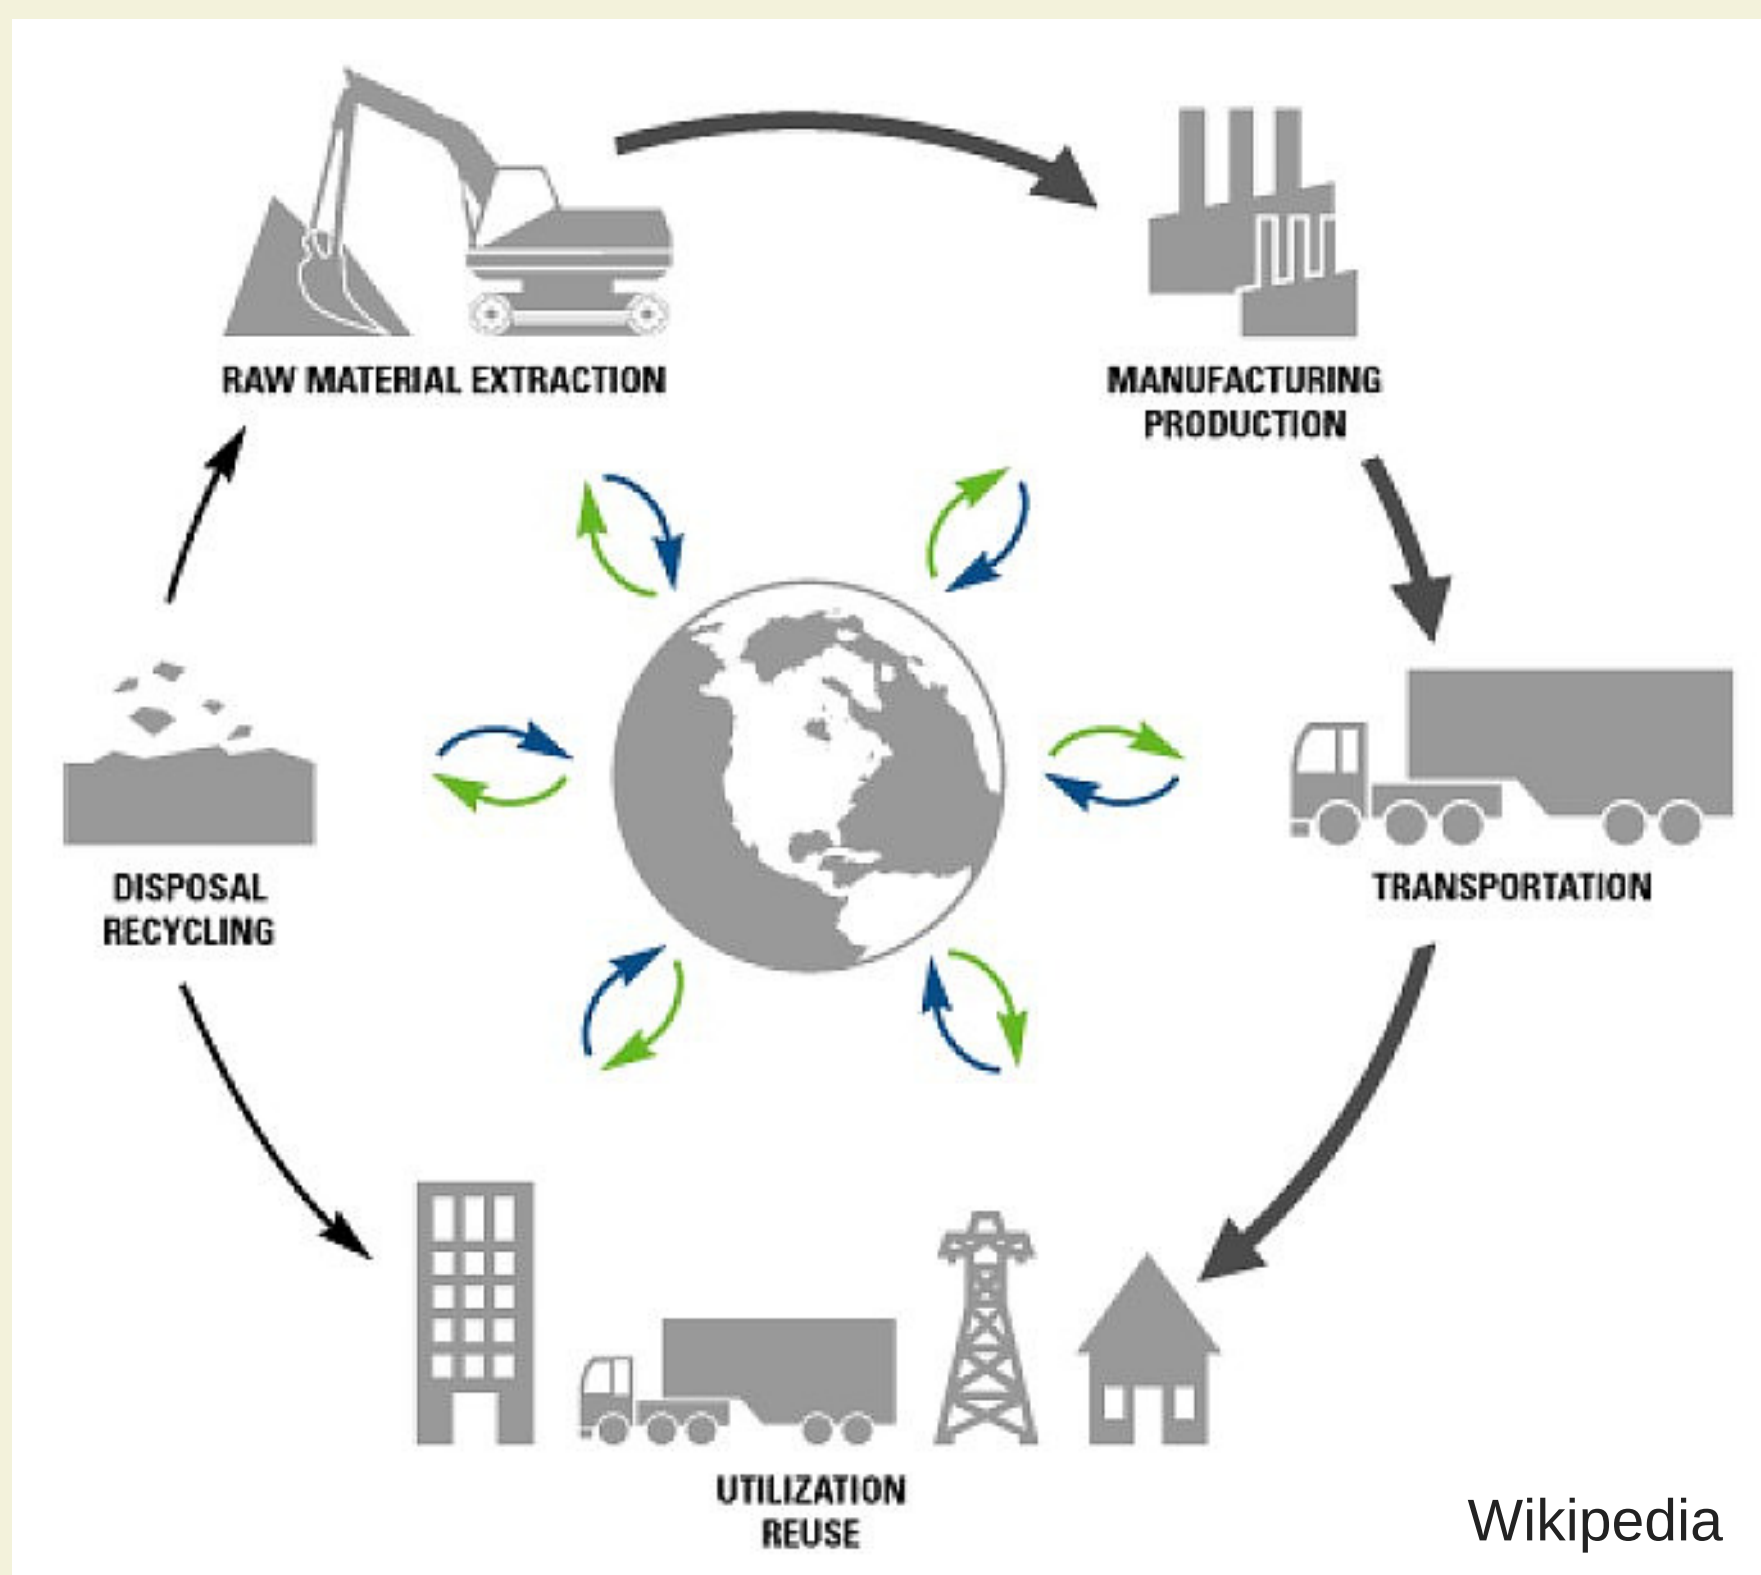 RAW MATERIAL EXTRACTION
MANUFACTURING
PRODUCTION
TRANSPORTATION
DISPOSAL
RECYCLING
UTILIZATION
REUSE
Wikipedia